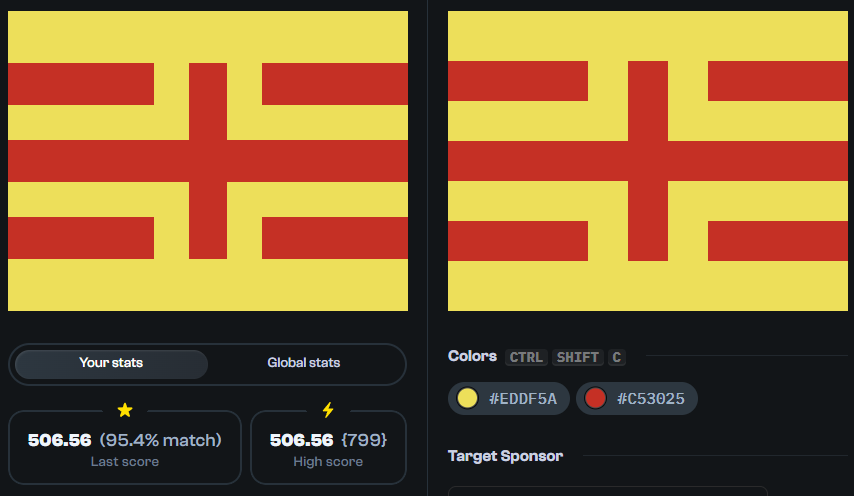 Your stats
Global stats
506.56 (95.4% match)
Last score
506.56 {799}
High score
Colors CTRL SHIFT C
#EDDF5A
#C53025
Target Sponsor